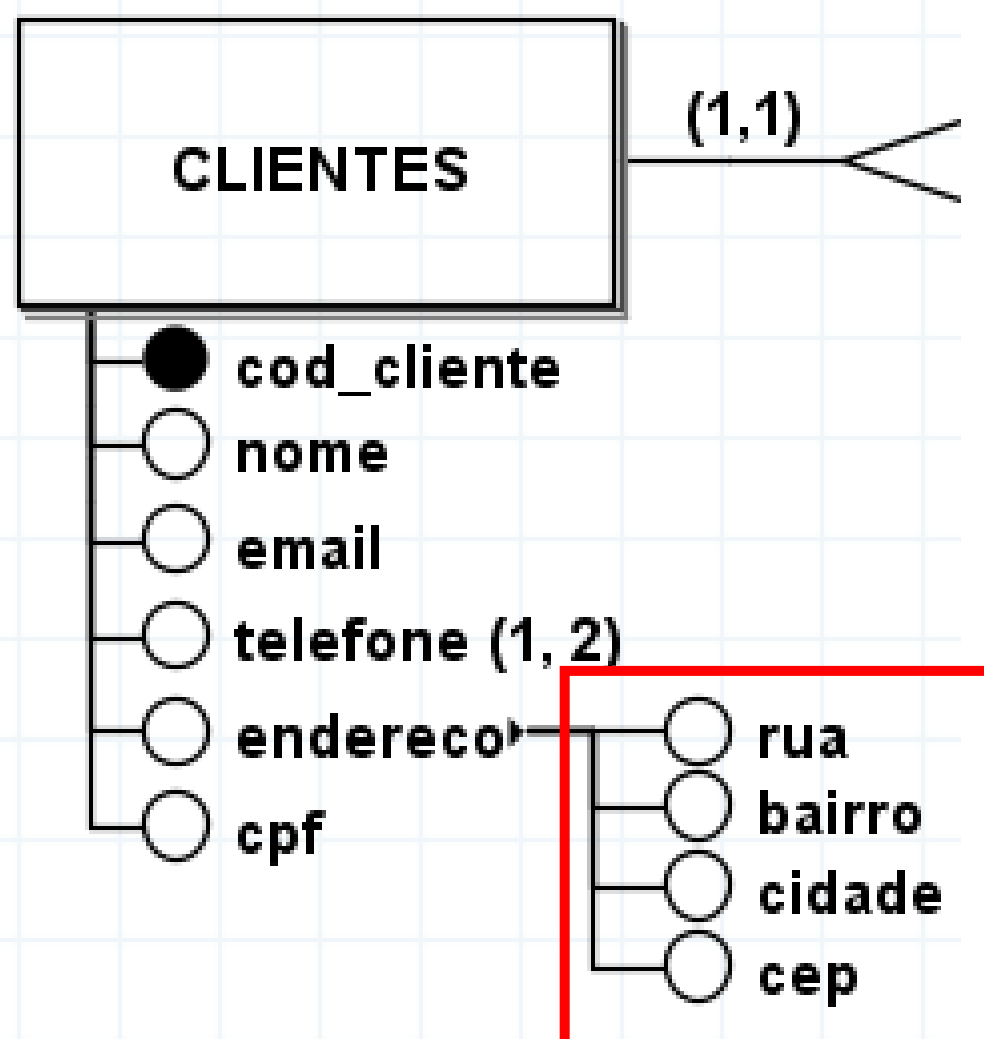 (1,1)
CLIENTES
cod_cliente
nome
email
telefone (1, 2)
endereco
rua
bairro
cpf
cidade
cep